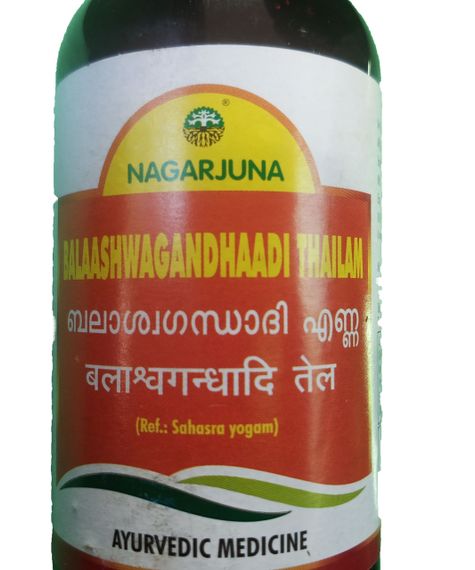 ®
NAGARJUNA
BALAASHWAGANDHAADI THAILAM
ബലാശ്വഗന്ധാദി എണ്ണ
बलाश्वगन्धादि तेल
(Ref.: Sahasra yogam)
AYURVEDIC MEDICINE